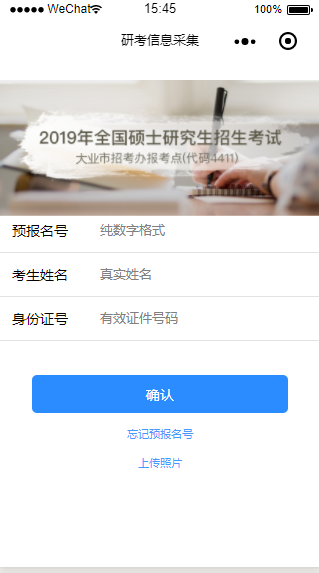 WeChat 15:45 100%
研考信息采集
2019年全国硕士研究生招生考试
大业市招考办报考点(代码4411)
预报名号 纯数字格式
考生姓名 真实姓名
身份证号 有效证件号码
确认
忘记预报名号
上传照片